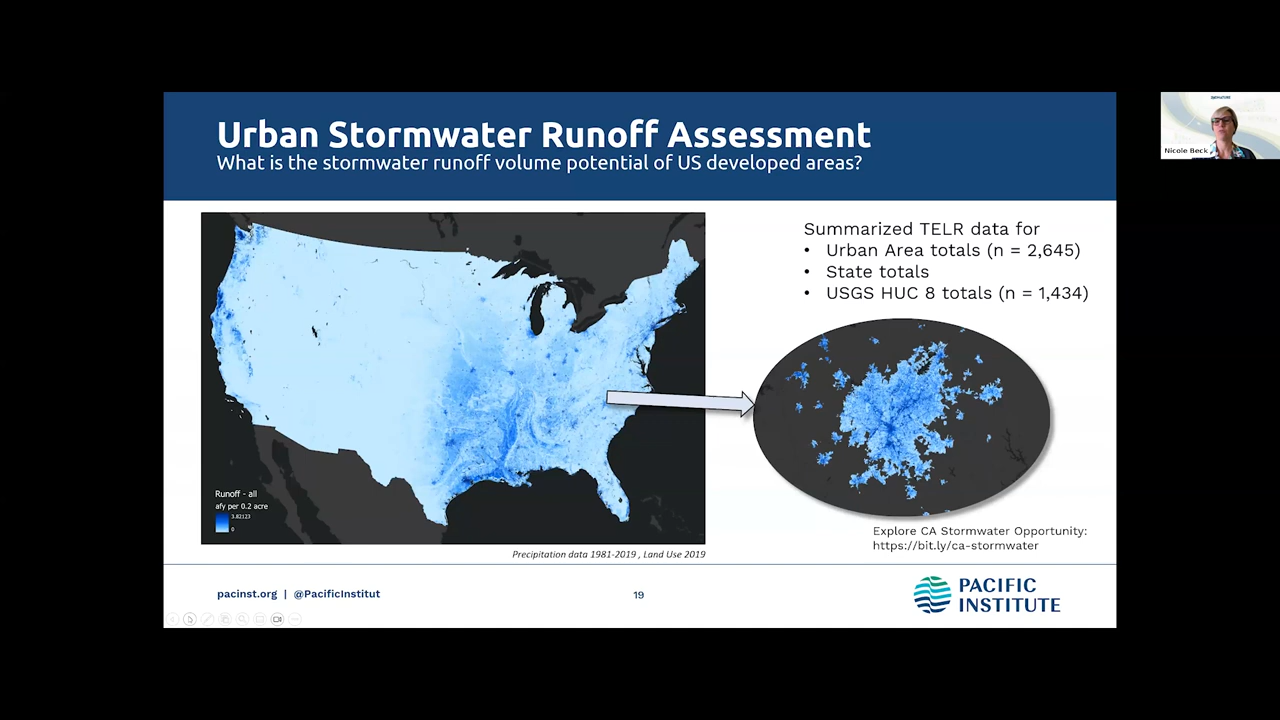 Urban Stormwater Runoff Assessment
What is the stormwater runoff volume potential of US developed areas?
Nicole Beck
Summarized TELR data for
• Urban Area totals (n = 2,645)
• State totals
• USGS HUC 8 totals (n = 1,434)
Runoff - all
afy per 0.2 acre
3.82123
0
Precipitation data 1981-2019 , Land Use 2019
Explore CA Stormwater Opportunity:
https://bit.ly/ca-stormwater
pacinst.org | @PacificInstitut
19
PACIFIC
INSTITUTE